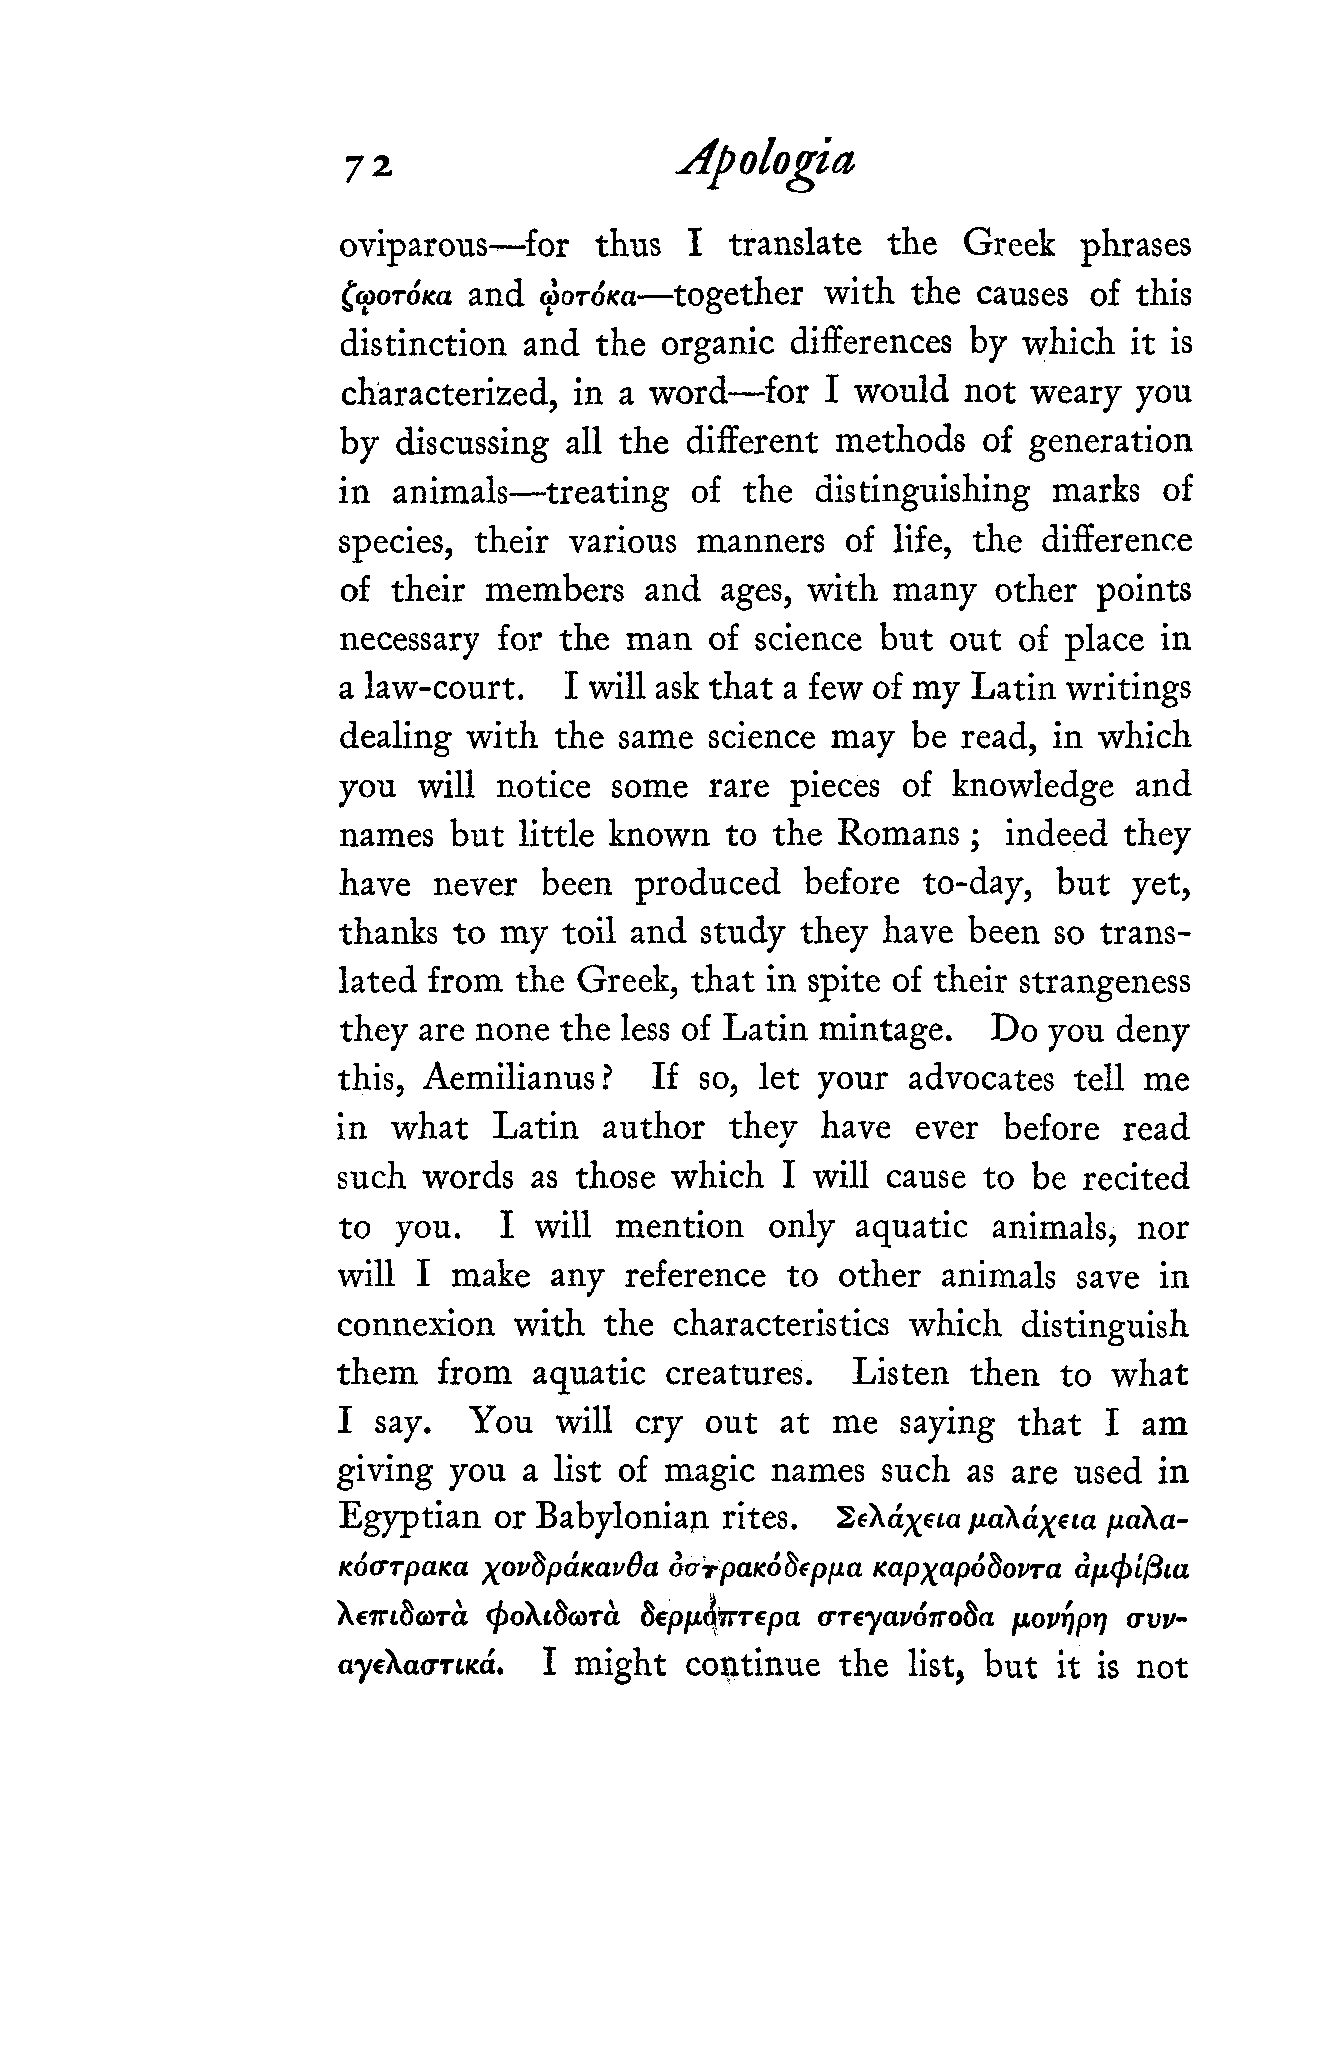 72 Apologia
oviparous—for thus I translate the Greek phrases
ζῳοτόκα and ᾠοτόκα—together with the causes of this
distinction and the organic differences by which it is
characterized, in a word—for I would not weary you
by discussing all the different methods of generation
in animals—treating of the distinguishing marks of
species, their various manners of life, the difference
of their members and ages, with many other points
necessary for the man of science but out of place in
a law-court. I will ask that a few of my Latin writings
dealing with the same science may be read, in which
you will notice some rare pieces of knowledge and
names but little known to the Romans ; indeed they
have never been produced before to-day, but yet,
thanks to my toil and study they have been so trans-
lated from the Greek, that in spite of their strangeness
they are none the less of Latin mintage. Do you deny
this, Aemilianus? If so, let your advocates tell me
in what Latin author they have ever before read
such words as those which I will cause to be recited
to you. I will mention only aquatic animals, nor
will I make any reference to other animals save in
connexion with the characteristics which distinguish
them from aquatic creatures. Listen then to what
I say. You will cry out at me saying that I am
giving you a list of magic names such as are used in
Egyptian or Babylonian rites. Σελάχεια μαλάχεια μαλα-
κόστρακα χονδράκανθα ὀστρακόδερμα καρχαρόδοντα ἀμφίβια
λεπιδωτὰ φολιδωτὰ δερμόπτερα στεγανόποδα μονήρη συν-
αγελαστικά. I might continue the list, but it is not